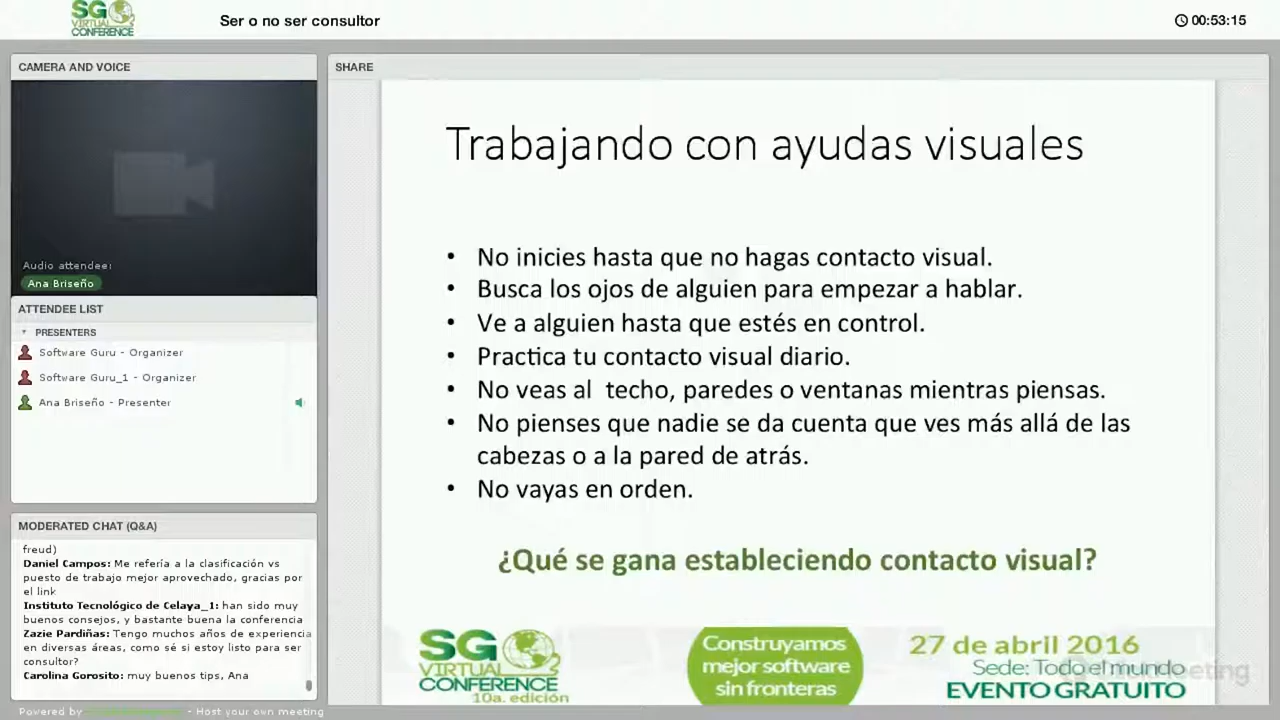 SG
VIRTUAL
CONFERENCE
Ser o no ser consultor
00:53:15
CAMERA AND VOICE
Audio attendee:
Ana Briseño
ATTENDEE LIST
PRESENTERS
Software Guru - Organizer
Software Guru_1 - Organizer
Ana Briseño - Presenter
MODERATED CHAT (Q&A)
freud)
Daniel Campos: Me refería a la clasificación vs
puesto de trabajo mejor aprovechado, gracias por
el link
Instituto Tecnológico de Celaya_1: han sido muy
buenos consejos, y bastante buena la conferencia
Zazie Pardiñas: Tengo muchos años de experiencia
en diversas áreas, como sé si estoy listo para ser
consultor?
Carolina Gorosito: muy buenos tips, Ana
Powered by
- Host your own meeting
SHARE
Trabajando con ayudas visuales
• No inicies hasta que no hagas contacto visual.
• Busca los ojos de alguien para empezar a hablar.
• Ve a alguien hasta que estés en control.
• Practica tu contacto visual diario.
• No veas al techo, paredes o ventanas mientras piensas.
• No pienses que nadie se da cuenta que ves más allá de las
cabezas o a la pared de atrás.
• No vayas en orden.
¿Qué se gana estableciendo contacto visual?
SG
VIRTUAL
CONFERENCE
10a. edición
Construyamos
mejor software
sin fronteras
27 de abril 2016
Sede: Todo el mundo
EVENTO GRATUITO